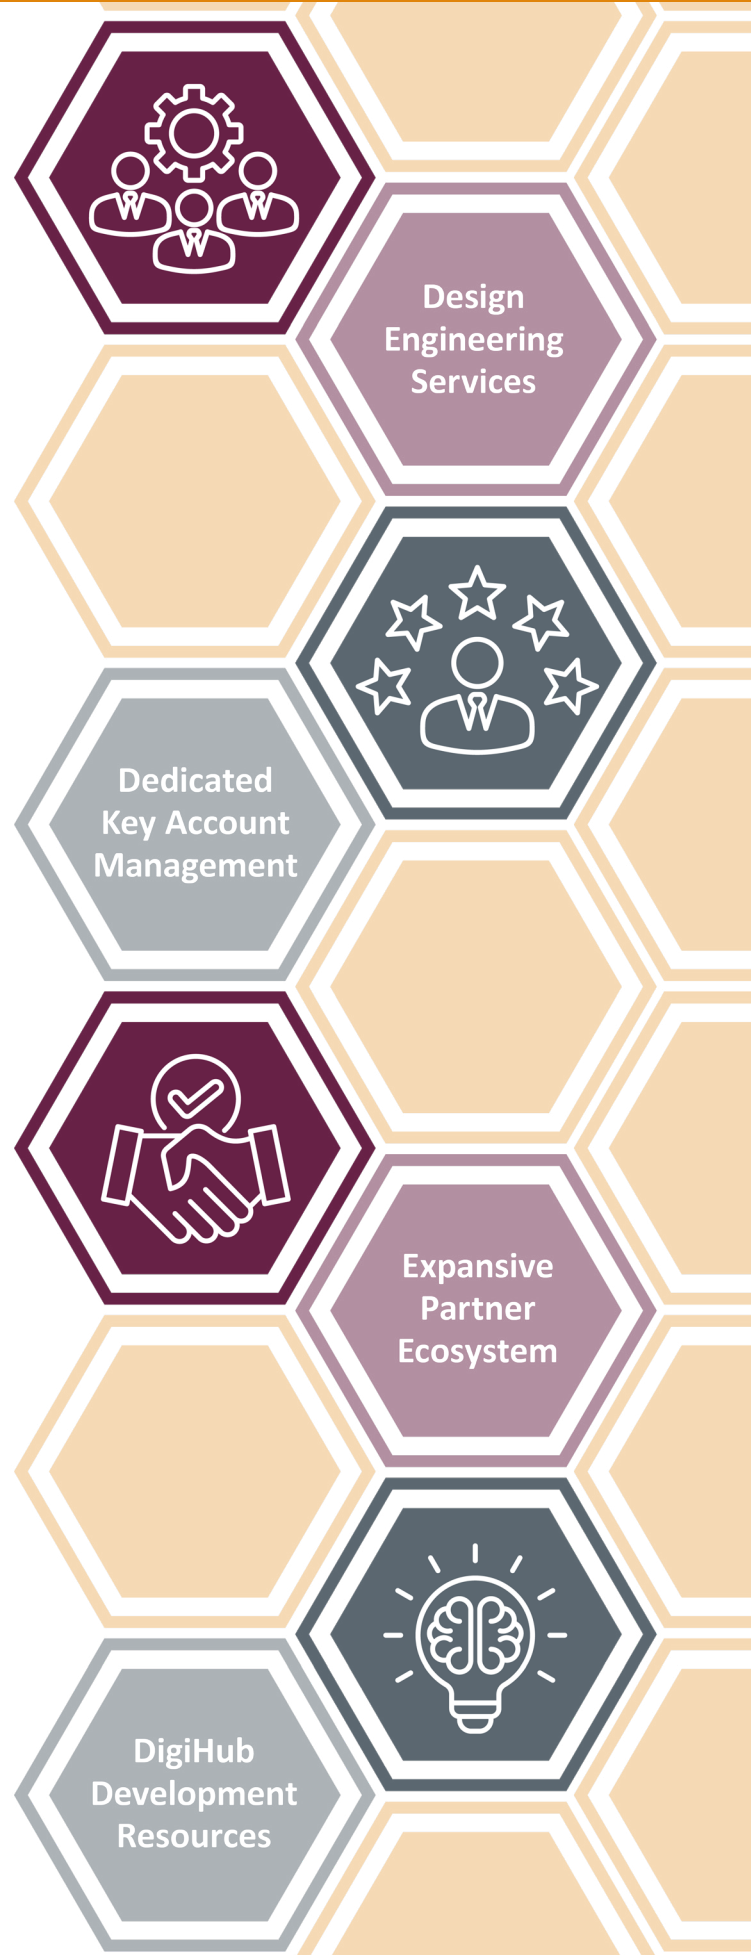 Design
Engineering
Services
Dedicated
Key Account
Management
Expansive
Partner
Ecosystem
DigiHub
Development
Resources